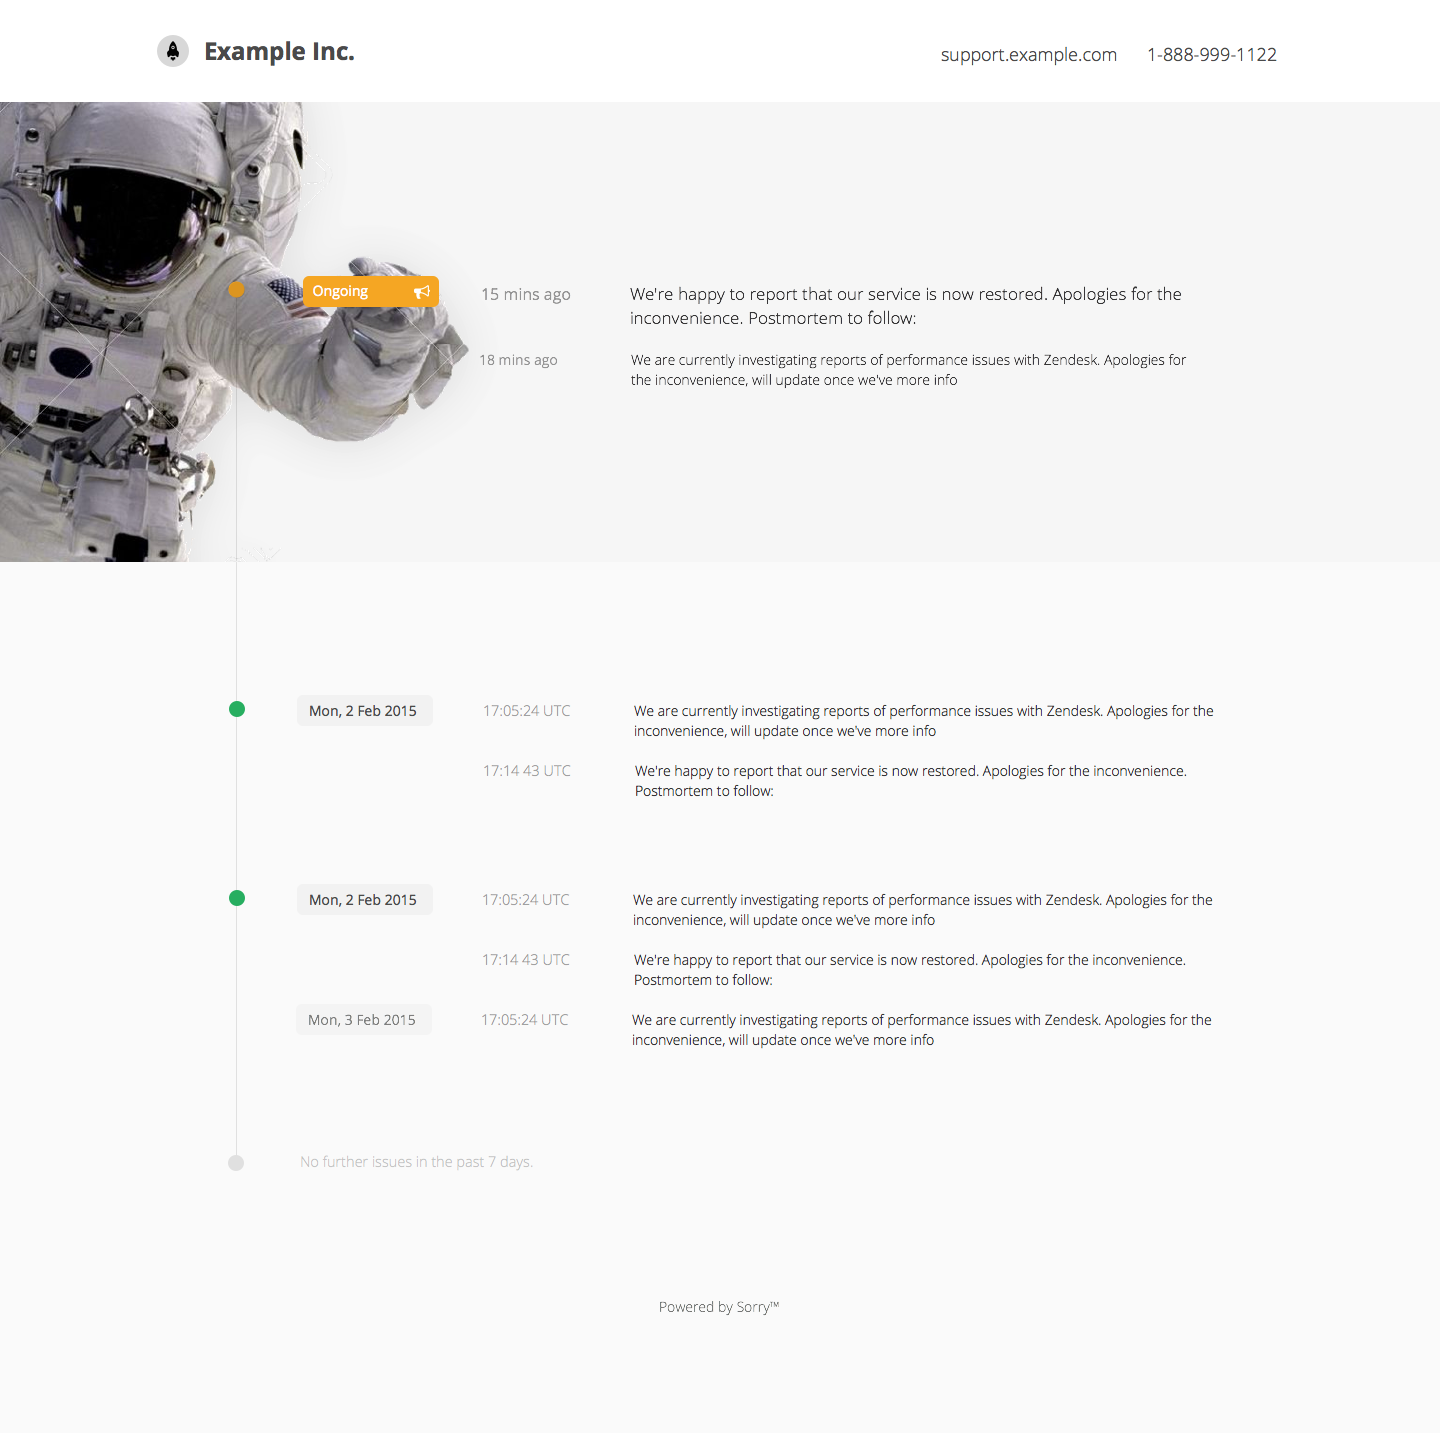 Example Inc.
support.example.com 1-888-999-1122
Ongoing 15 mins ago We're happy to report that our service is now restored. Apologies for the
inconvenience. Postmortem to follow:
18 mins ago We are currently investigating reports of performance issues with Zendesk. Apologies for
the inconvenience, will update once we've more info
Mon, 2 Feb 2015 17:05:24 UTC We are currently investigating reports of performance issues with Zendesk. Apologies for the
inconvenience, will update once we've more info
17:14 43 UTC We're happy to report that our service is now restored. Apologies for the inconvenience.
Postmortem to follow:
Mon, 2 Feb 2015 17:05:24 UTC We are currently investigating reports of performance issues with Zendesk. Apologies for the
inconvenience, will update once we've more info
17:14 43 UTC We're happy to report that our service is now restored. Apologies for the inconvenience.
Postmortem to follow:
Mon, 3 Feb 2015 17:05:24 UTC We are currently investigating reports of performance issues with Zendesk. Apologies for the
inconvenience, will update once we've more info
No further issues in the past 7 days.
Powered by Sorry™